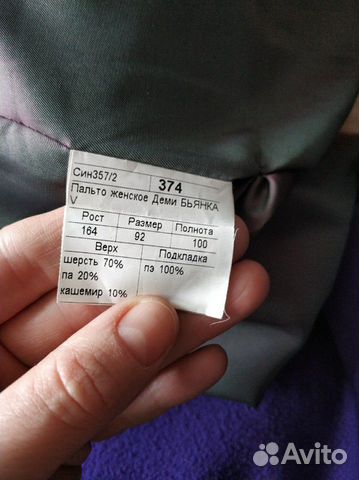 Син357/2 374
Пальто женское Деми БЬЯНКА
V
Рост Размер Полнота
164 92 100
Верх Подкладка
шерсть 70% пэ 100%
па 20%
кашемир 10%
Avito